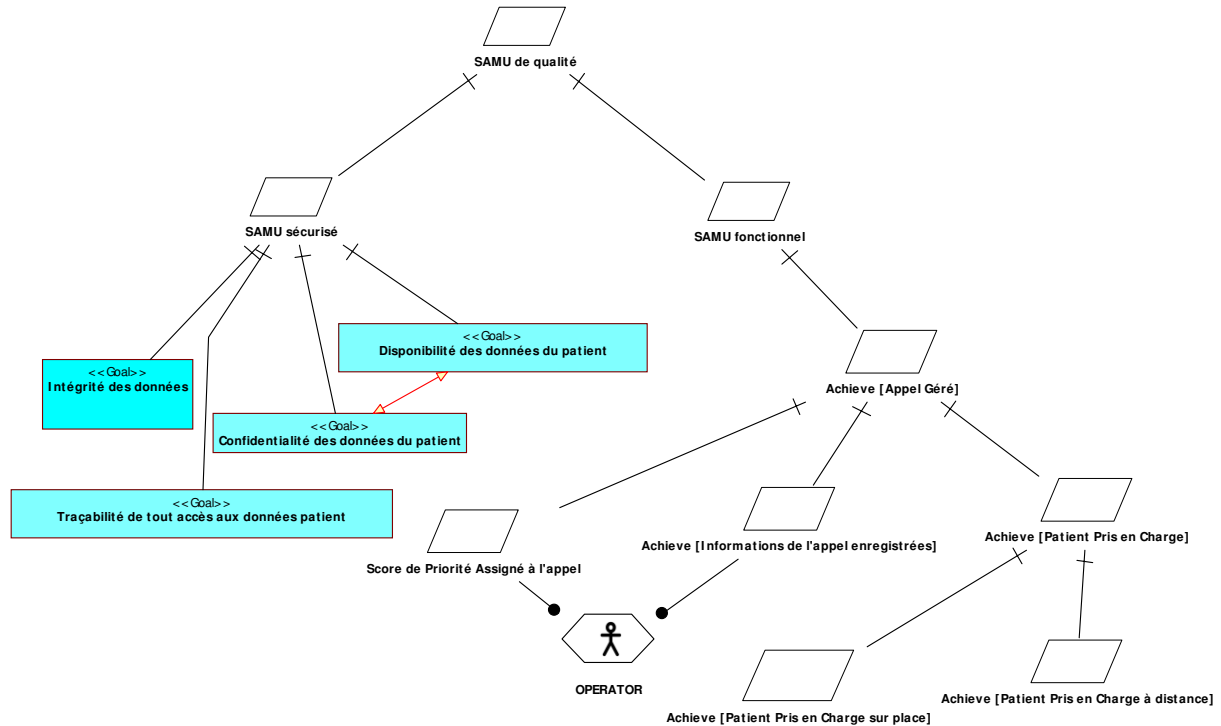 SAMU de qualité
SAMU sécurisé
SAMU fonctionnel
<<Goal>>
Disponibilité des données du patient
<<Goal>>
Intégrité des données
Achieve [Appel Géré]
<<Goal>>
Confidentialité des données du patient
<<Goal>>
Traçabilité de tout accès aux données patient
Achieve [Informations de l'appel enregistrées]
Achieve [Patient Pris en Charge]
Score de Priorité Assigné à l'appel
OPERATOR
Achieve [Patient Pris en Charge à distance]
Achieve [Patient Pris en Charge sur place]